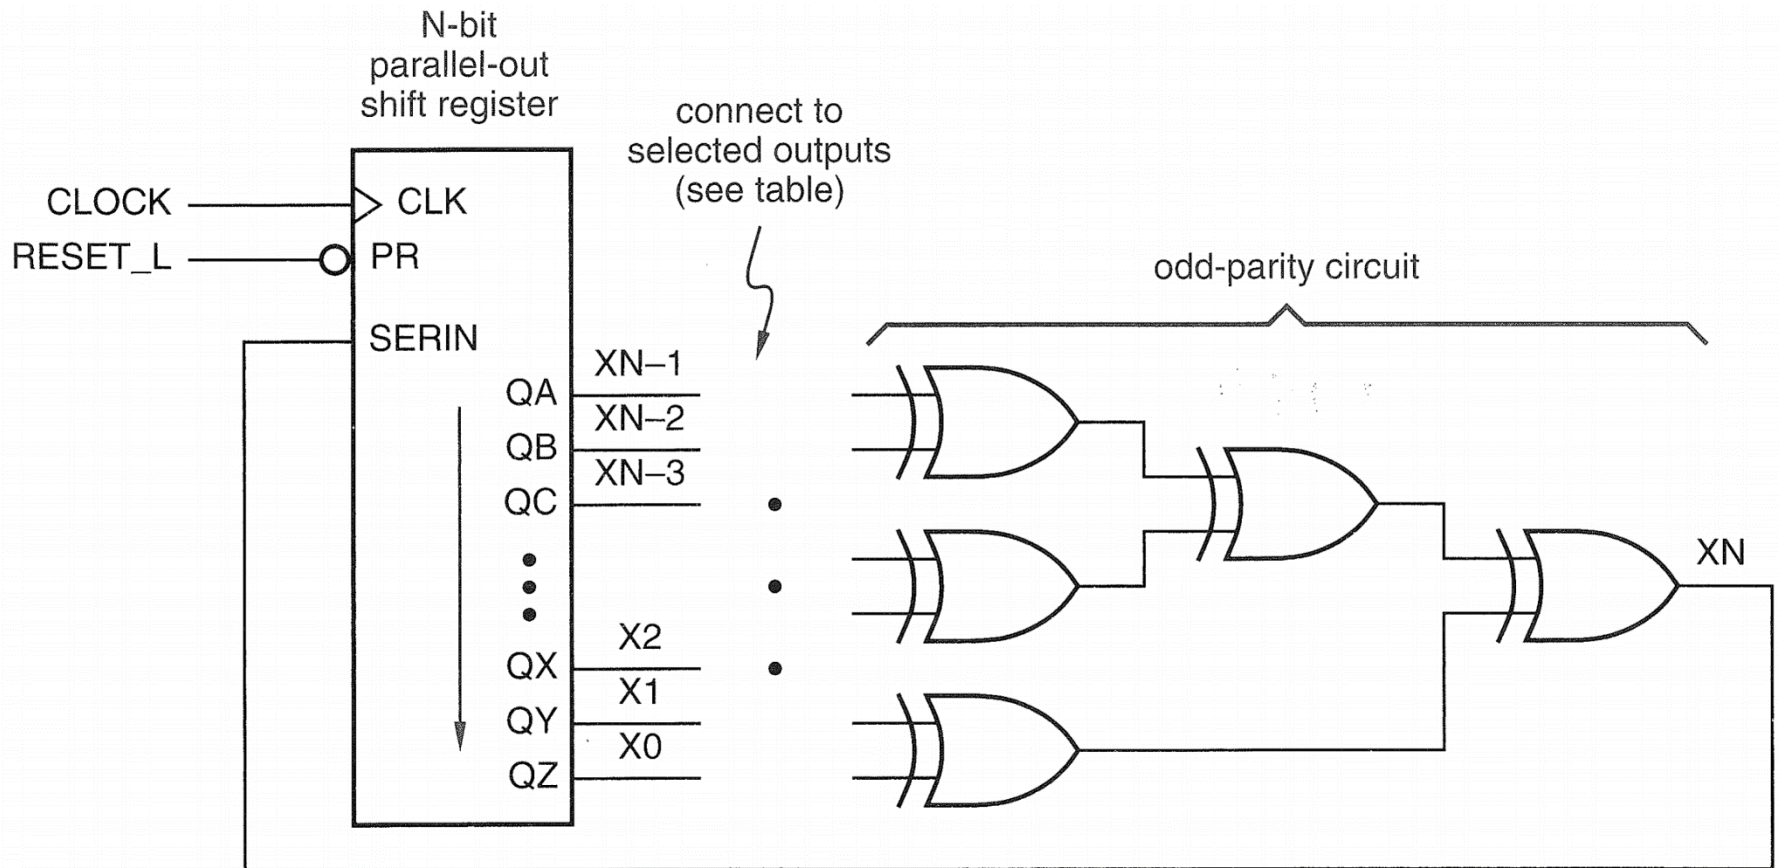 N-bit
parallel-out
shift register
connect to
selected outputs
(see table)
CLOCK
CLK
RESET_L
PR
odd-parity circuit
SERIN
XN–1
QA
XN–2
QB
XN–3
QC
XN
X2
QX
X1
QY
X0
QZ